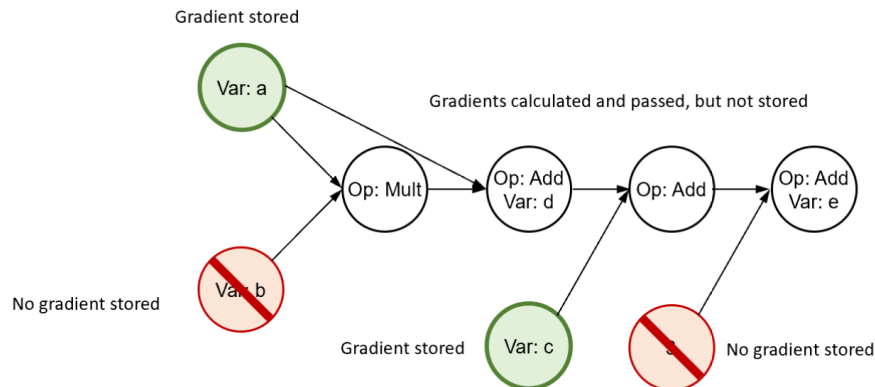 Gradient stored
Var: a
Gradients calculated and passed, but not stored
Op: Mult
Op: Add
Var: d
Op: Add
Op: Add
Var: e
Var: b
No gradient stored
Gradient stored
Var: c
No gradient stored